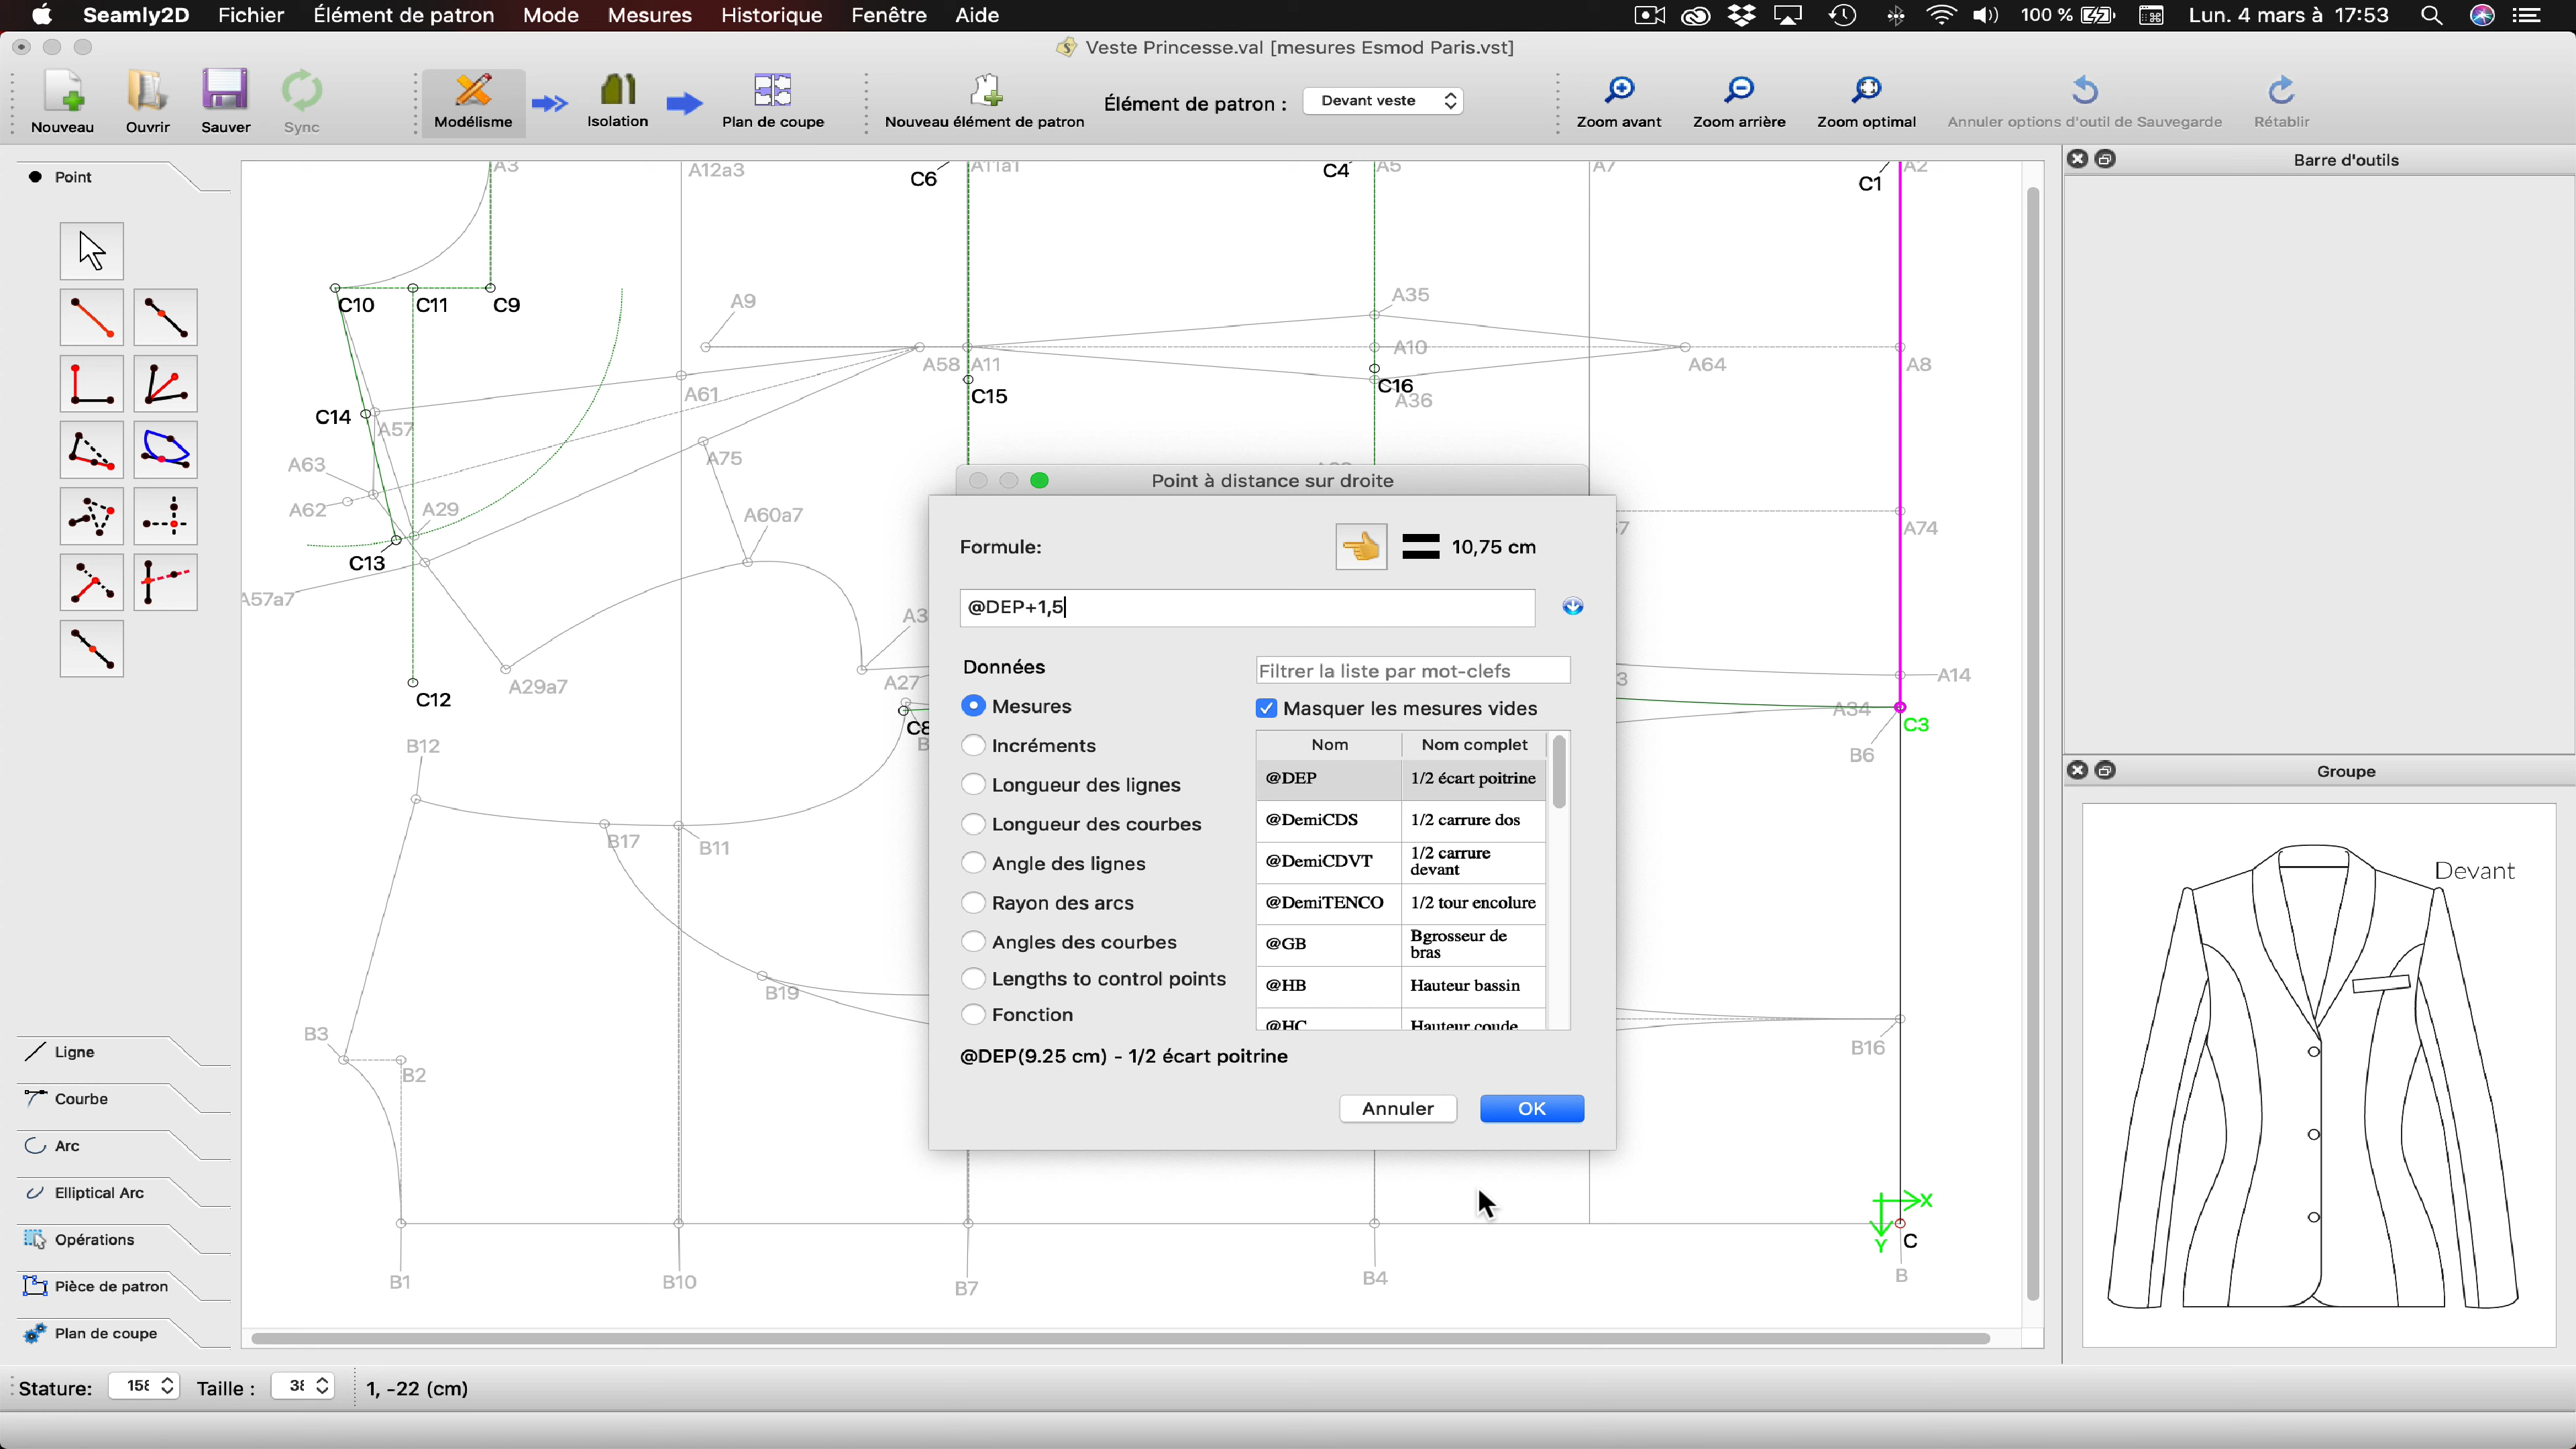 Seamly2D Fichier Élément de patron Mode Mesures Historique Fenêtre Aide 100 % Lun. 4 mars à 17:53
Veste Princesse.val [mesures Esmod Paris.vst]
Nouveau Ouvrir Sauver Sync Modélisme Isolation Plan de coupe Nouveau élément de patron Élément de patron : Devant veste Zoom avant Zoom arrière Zoom optimal Annuler options d'outil de Sauvegarde Rétablir
Point
Barre d'outils
A3 A12a3 C6 A11a1 C4 A5 A7 C1 A2
C10 C11 C9
A9 A35
A58 A11 A10 A64 A8
A61 C15 C16 A36
C14 A57
A63 A75
A62 A29 A60a7 A74
C13
A57a7
A29a7 A27 A14
C12 A34 C3
B12 B6
B17 B11
B19
B3 B2 B16
X
Y C
B1 B10 B7 B4 B
Point à distance sur droite
Formule: 10,75 cm
@DEP+1,5
Données Filtrer la liste par mot-clefs
Mesures Masquer les mesures vides
Incréments
Longueur des lignes
Longueur des courbes
Angle des lignes
Rayon des arcs
Angles des courbes
Lengths to control points
Fonction
Nom Nom complet
@DEP 1/2 écart poitrine
@DemiCDS 1/2 carrure dos
@DemiCDVT 1/2 carrure devant
@DemiTENCO 1/2 tour encolure
@GB Bgrosseur de bras
@HB Hauteur bassin
@HC Hauteur coude
@DEP(9.25 cm) - 1/2 écart poitrine
Annuler OK
Groupe
Devant
Ligne
Courbe
Arc
Elliptical Arc
Opérations
Pièce de patron
Plan de coupe
Stature: Taille : 1, -22 (cm)